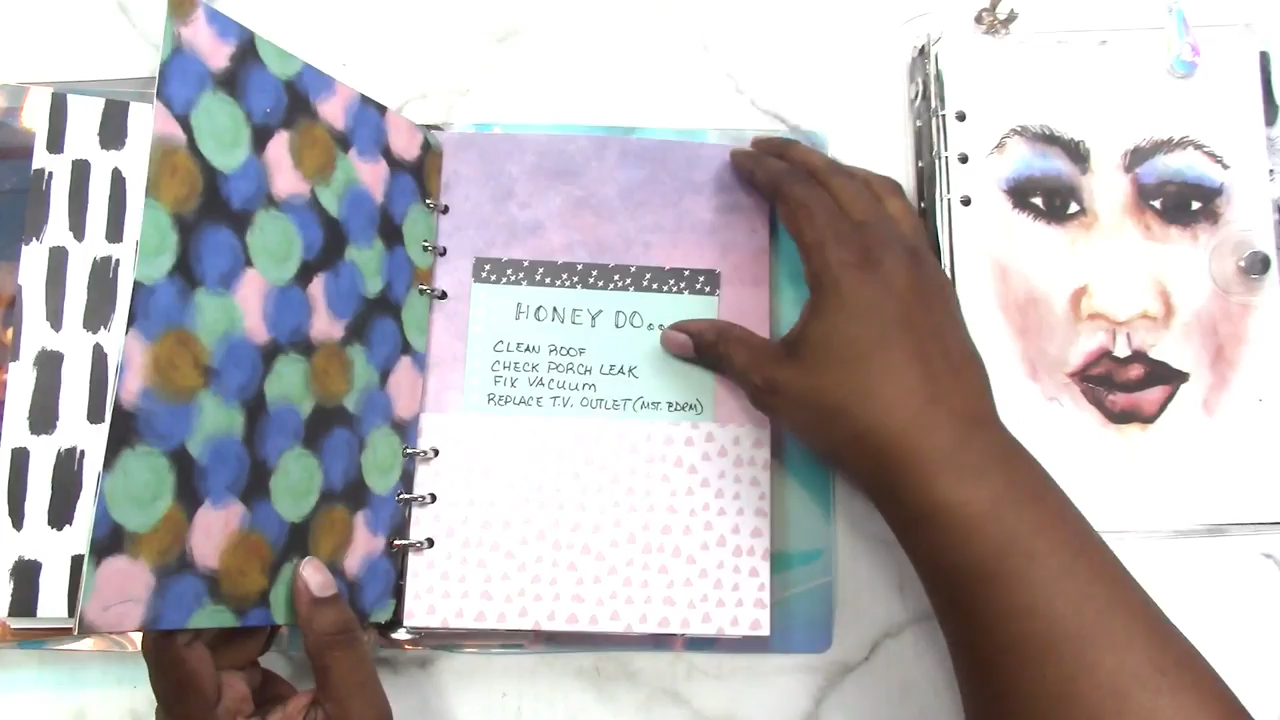 HONEY DO...
CLEAN ROOF
CHECK PORCH LEAK
FIX VACUUM
REPLACE T.V. OUTLET (MST. BDRM)